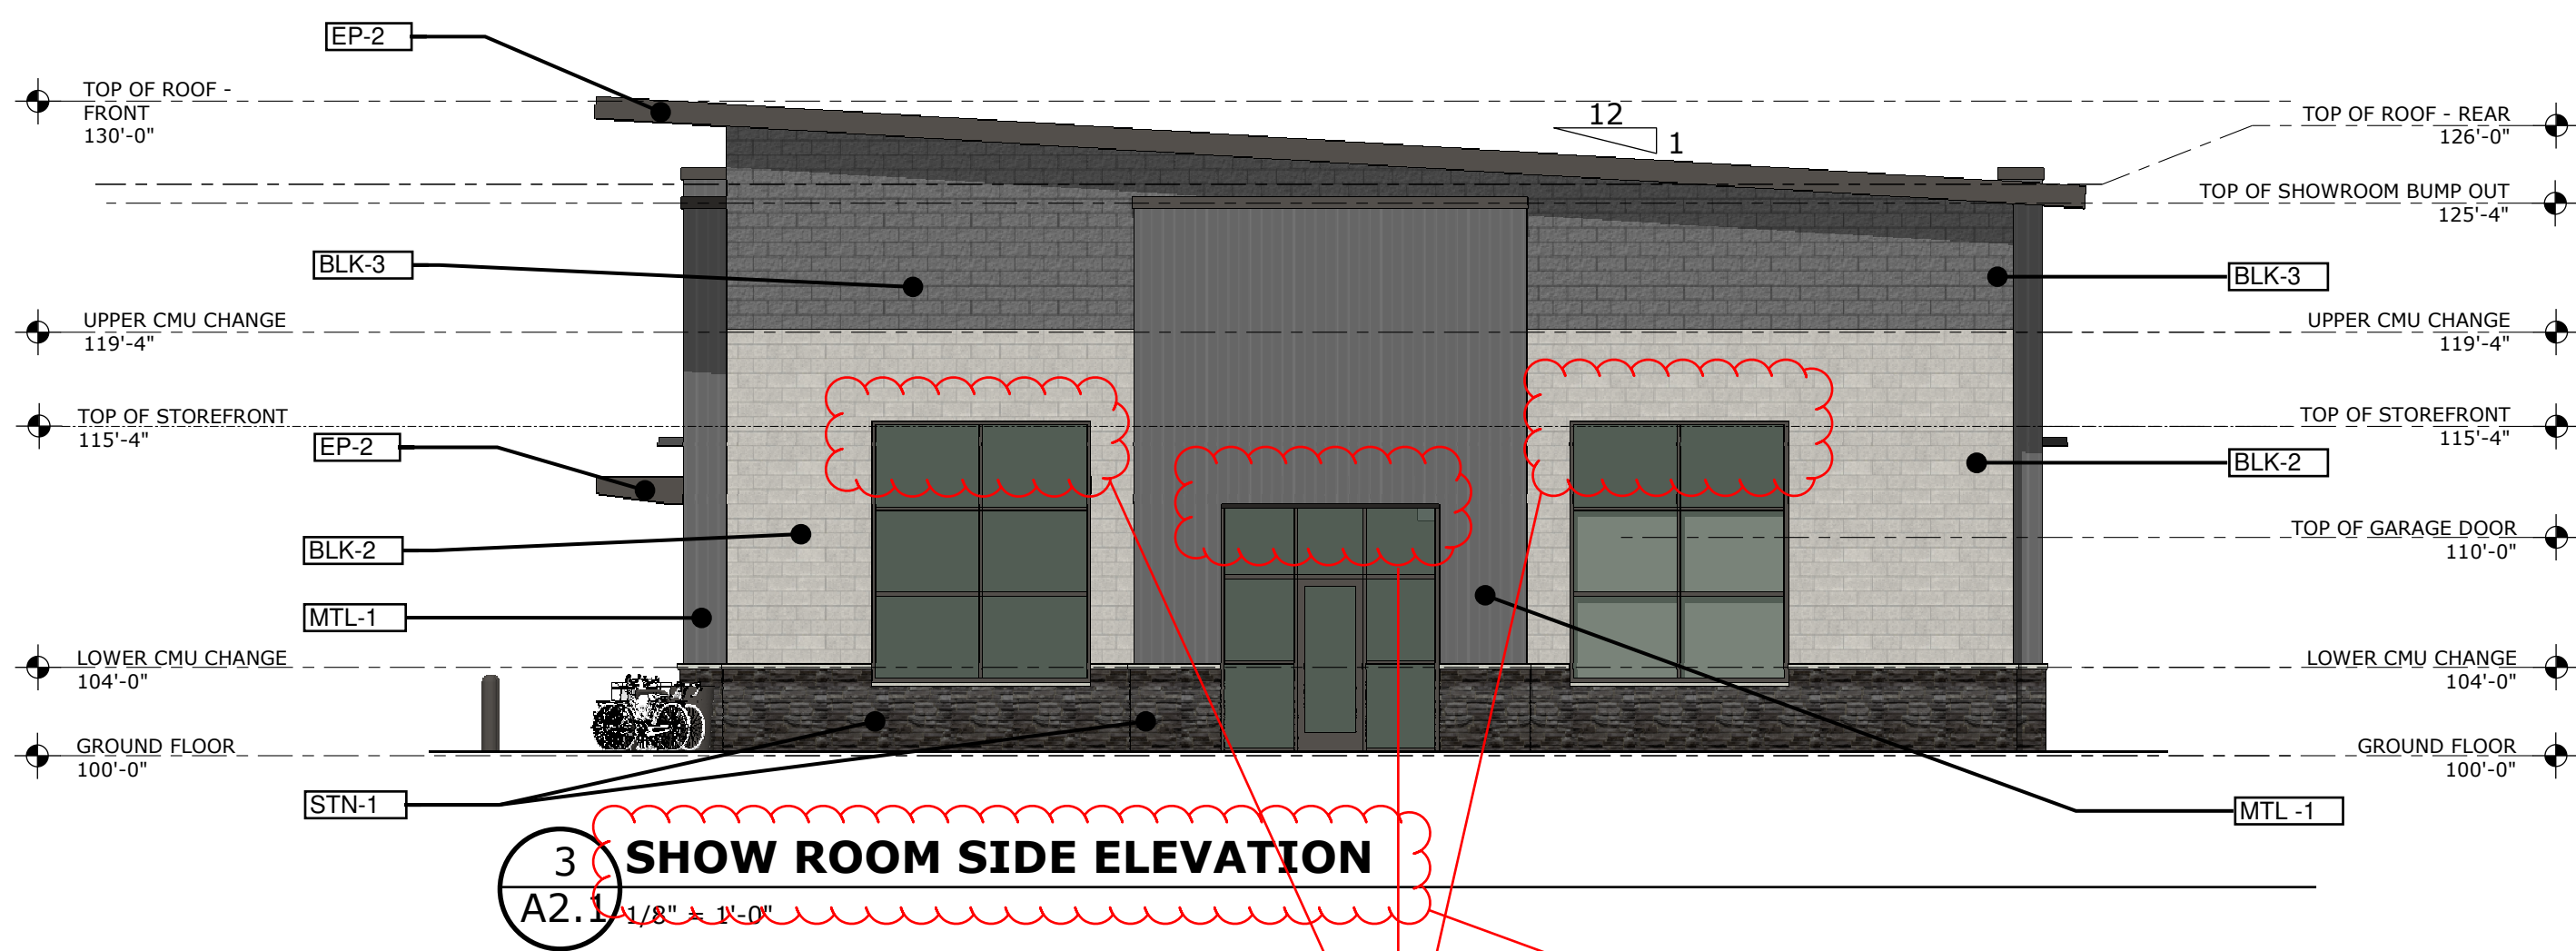 EP-2
TOP OF ROOF -
FRONT
130'-0"
12
1
TOP OF ROOF - REAR
126'-0"
TOP OF SHOWROOM BUMP OUT
125'-4"
BLK-3
BLK-3
UPPER CMU CHANGE
119'-4"
UPPER CMU CHANGE
119'-4"
TOP OF STOREFRONT
115'-4"
TOP OF STOREFRONT
115'-4"
EP-2
BLK-2
BLK-2
TOP OF GARAGE DOOR
110'-0"
MTL-1
LOWER CMU CHANGE
104'-0"
LOWER CMU CHANGE
104'-0"
GROUND FLOOR
100'-0"
GROUND FLOOR
100'-0"
STN-1
MTL -1
3
SHOW ROOM SIDE ELEVATION
A2.1
1/8" = 1'-0"